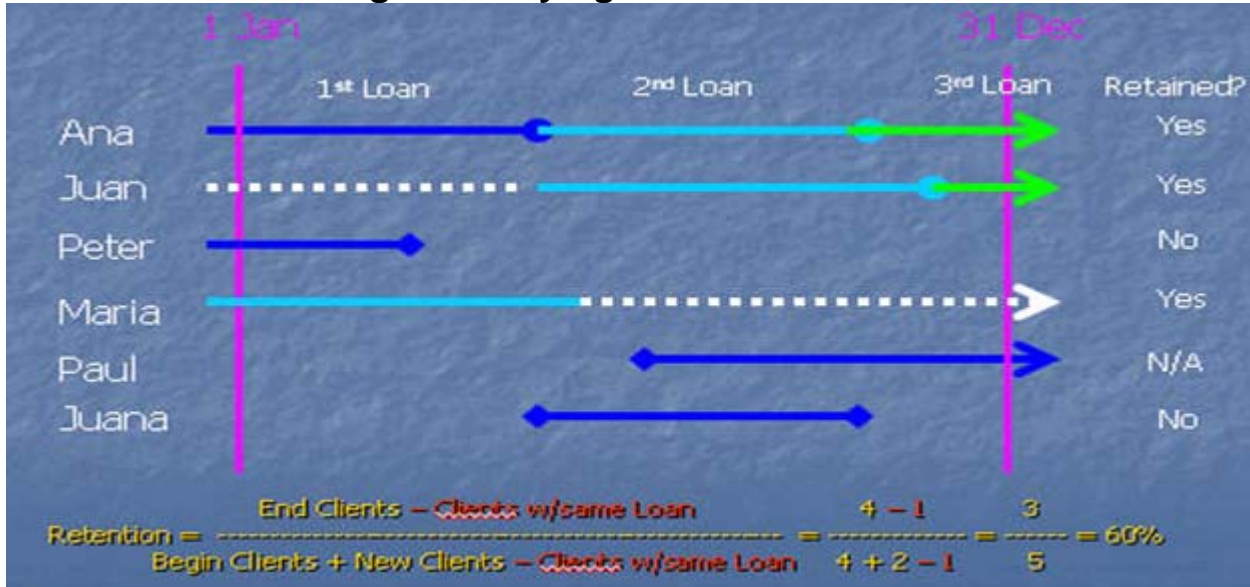 1 Jan 31 Dec
1st Loan 2nd Loan 3rd Loan Retained?
Ana Yes
Juan Yes
Peter No
Maria Yes
Paul N/A
Juana No
End Clients – Clients w/same Loan 4 – 1 3
Retention = ------------------------------------------------------------ = ------------- = ------ = 60%
Begin Clients + New Clients – Clients w/same Loan 4 + 2 – 1 5